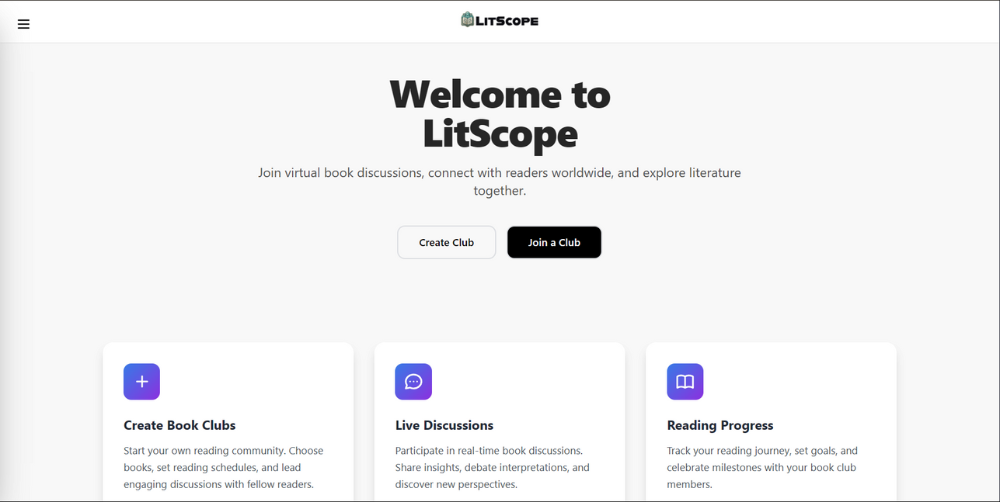 LITSCOPE
Welcome to
LitScope
Join virtual book discussions, connect with readers worldwide, and explore literature
together.
Create Club
Join a Club
Create Book Clubs
Start your own reading community. Choose
books, set reading schedules, and lead
engaging discussions with fellow readers.
Live Discussions
Participate in real-time book discussions.
Share insights, debate interpretations, and
discover new perspectives.
Reading Progress
Track your reading journey, set goals, and
celebrate milestones with your book club
members.